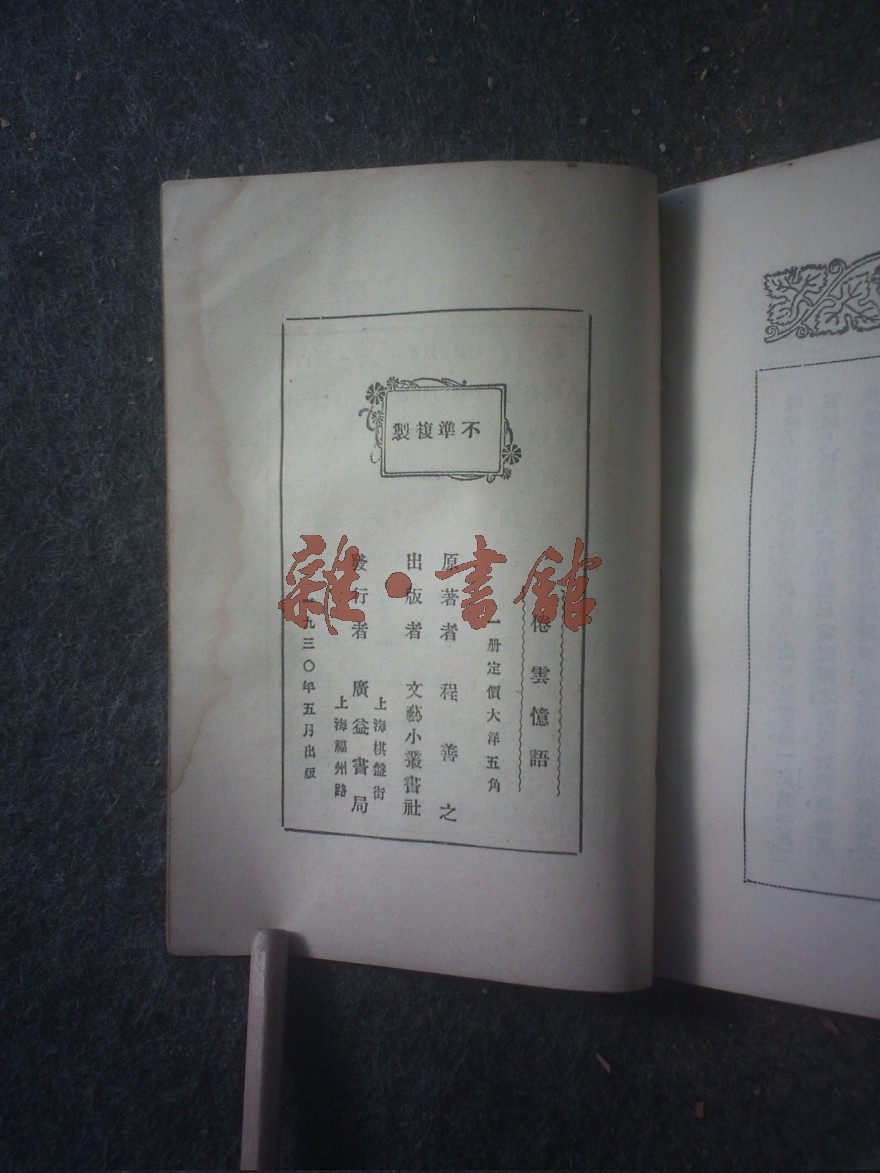 不準複製
倦雲憶語
一册定價大洋五角
原著者 程善之
出版者 文藝小叢書社
上海棋盤街
發行者 廣益書局
上海福州路
一九三〇年五月出版
雜·書館